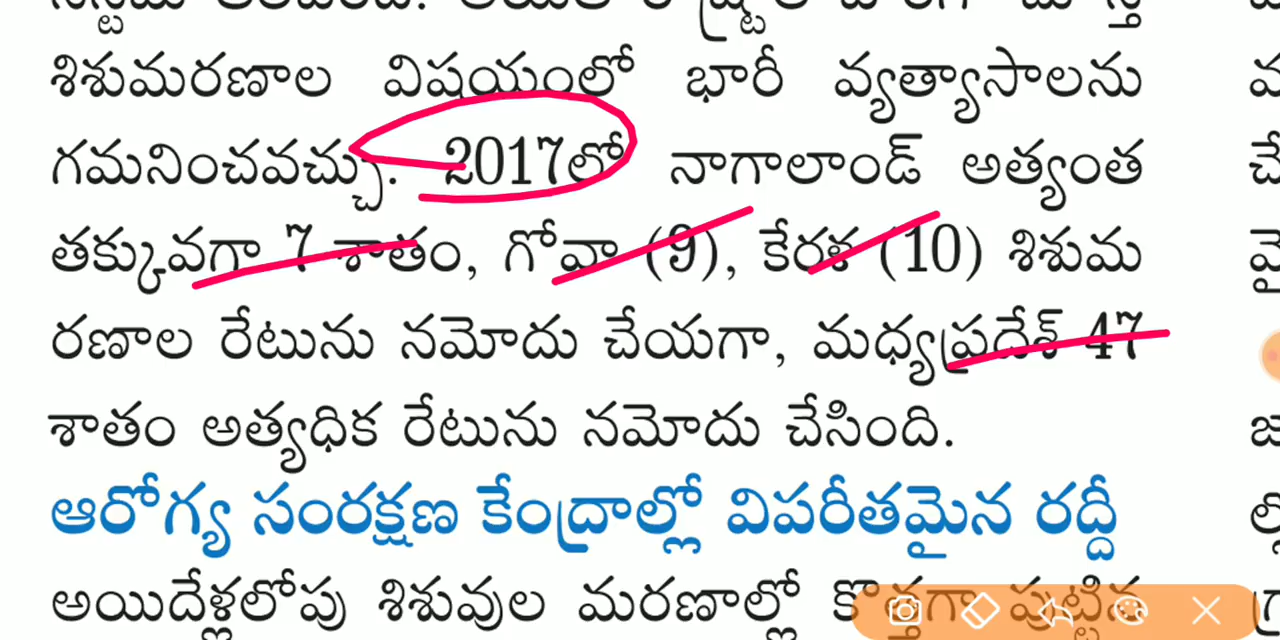 శిశుమరణాల విషయంలో భారీ వ్యత్యాసాలను
గమనించవచ్చు. 2017లో నాగాలాండ్ అత్యంత
తక్కువగా 7 శాతం, గోవా (9), కేరళ (10) శిశుమ
రణాల రేటును నమోదు చేయగా, మధ్యప్రదేశ్ 47
శాతం అత్యధిక రేటును నమోదు చేసింది.
ఆరోగ్య సంరక్షణ కేంద్రాల్లో విపరీతమైన రద్దీ
అయిదేళ్లలోపు శిశువుల మరణాల్లో కొత్తగా పుట్టిన